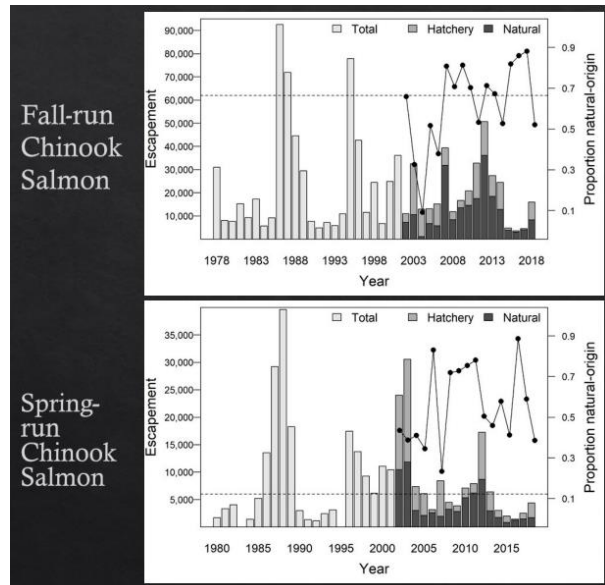 Fall-run
Chinook
Salmon
Total Hatchery Natural
90,000
80,000
70,000
60,000
50,000
40,000
30,000
20,000
10,000
Escapement
0.9
0.7
0.5
0.3
0.1
Proportion natural-origin
1978 1983 1988 1993 1998 2003 2008 2013 2018
Year
Spring-
run
Chinook
Salmon
Total Hatchery Natural
35,000
30,000
25,000
20,000
15,000
10,000
5,000
Escapement
0.9
0.7
0.5
0.3
0.1
Proportion natural-origin
1980 1985 1990 1995 2000 2005 2010 2015
Year